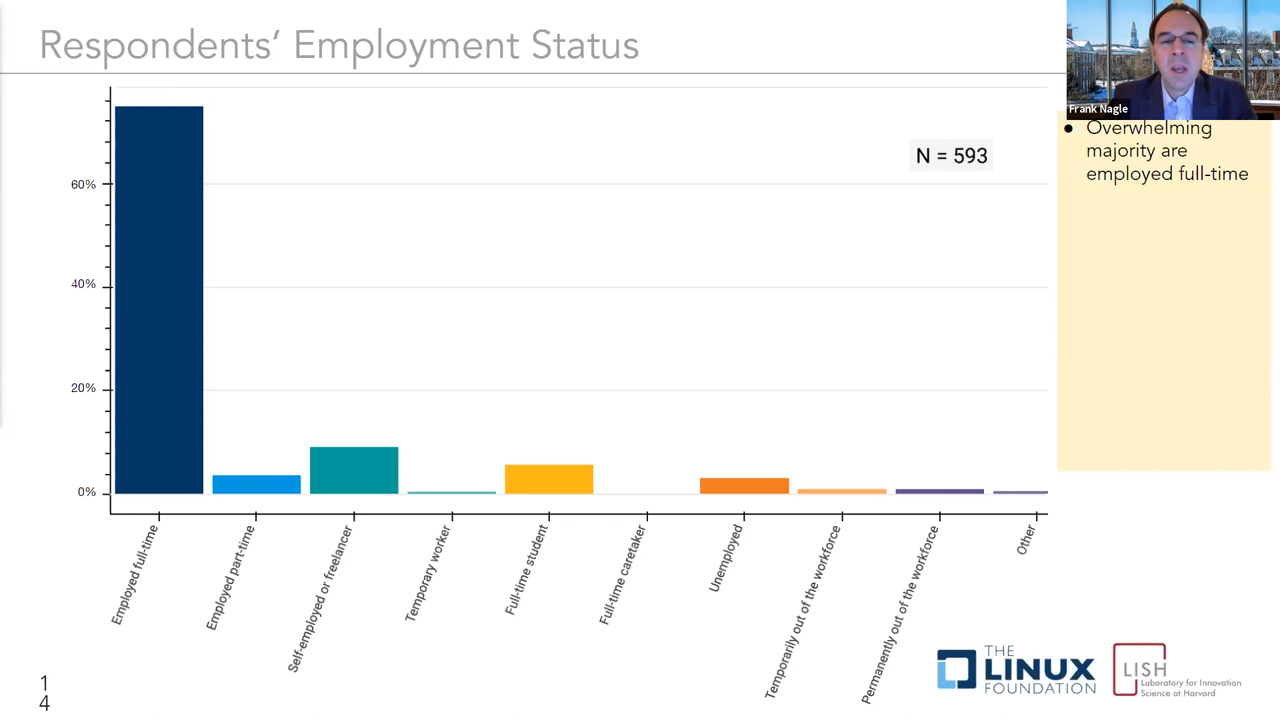 Respondents’ Employment Status
Frank Nagle
● Overwhelming
majority are
employed full-time
N = 593
60%
40%
20%
0%
Employed full-time
Employed part-time
Self-employed or freelancer
Temporary worker
Full-time student
Full-time caretaker
Unemployed
Temporarily out of the workforce
Permanently out of the workforce
Other
THE
LINUX
FOUNDATION
LISH
Laboratory for Innovation
Science at Harvard
1
4